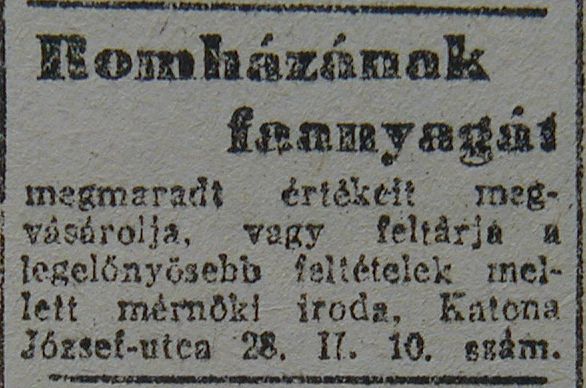 Romházának
faanyagát
megmaradt értékeit meg-
vásárolja, vagy feltárja a
legelőnyösebb feltételek mel-
lett mérnöki iroda, Katona
József-utca 28. II. 10. szám.